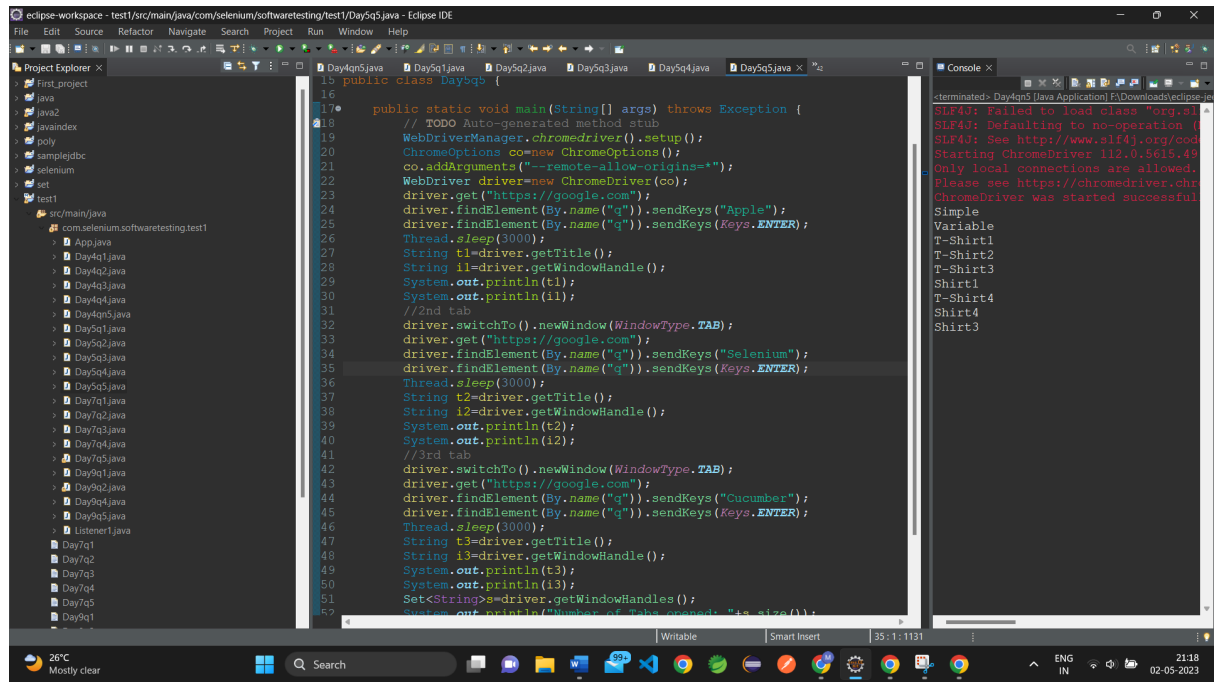 eclipse-workspace - test1/src/main/java/com/selenium/softwaretesting/test1/Day5q5.java - Eclipse IDE
File Edit Source Refactor Navigate Search Project Run Window Help
Project Explorer ×
First_project
java
java2
javaindex
poly
samplejdbc
selenium
set
test1
src/main/java
com.selenium.softwaretesting.test1
App.java
Day4q1.java
Day4q2.java
Day4q3.java
Day4q4.java
Day4qn5.java
Day5q1.java
Day5q2.java
Day5q3.java
Day5q4.java
Day5q5.java
Day7q1.java
Day7q2.java
Day7q3.java
Day7q4.java
Day7q5.java
Day9q1.java
Day9q2.java
Day9q4.java
Day9q5.java
Listener1.java
Day7q1
Day7q2
Day7q3
Day7q4
Day7q5
Day9q1
Day4qn5.java Day5q1.java Day5q2.java Day5q3.java Day5q4.java Day5q5.java × »42
15 public class Day5q5 {
16
17 public static void main(String[] args) throws Exception {
18 // TODO Auto-generated method stub
19 WebDriverManager.chromedriver().setup();
20 ChromeOptions co=new ChromeOptions();
21 co.addArguments("--remote-allow-origins=*");
22 WebDriver driver=new ChromeDriver(co);
23 driver.get("https://google.com");
24 driver.findElement(By.name("q")).sendKeys("Apple");
25 driver.findElement(By.name("q")).sendKeys(Keys.ENTER);
26 Thread.sleep(3000);
27 String t1=driver.getTitle();
28 String i1=driver.getWindowHandle();
29 System.out.println(t1);
30 System.out.println(i1);
31 //2nd tab
32 driver.switchTo().newWindow(WindowType.TAB);
33 driver.get("https://google.com");
34 driver.findElement(By.name("q")).sendKeys("Selenium");
35 driver.findElement(By.name("q")).sendKeys(Keys.ENTER);
36 Thread.sleep(3000);
37 String t2=driver.getTitle();
38 String i2=driver.getWindowHandle();
39 System.out.println(t2);
40 System.out.println(i2);
41 //3rd tab
42 driver.switchTo().newWindow(WindowType.TAB);
43 driver.get("https://google.com");
44 driver.findElement(By.name("q")).sendKeys("Cucumber");
45 driver.findElement(By.name("q")).sendKeys(Keys.ENTER);
46 Thread.sleep(3000);
47 String t3=driver.getTitle();
48 String i3=driver.getWindowHandle();
49 System.out.println(t3);
50 System.out.println(i3);
51 Set<String>s=driver.getWindowHandles();
52 System.out.println("Number of Tabs opened: "+s.size());
Console ×
<terminated> Day4qn5 [Java Application] F:\Downloads\eclipse-jee
SLF4J: Failed to load class "org.sl
SLF4J: Defaulting to no-operation (
SLF4J: See http://www.slf4j.org/cod
Starting ChromeDriver 112.0.5615.49
Only local connections are allowed.
Please see https://chromedriver.chr
ChromeDriver was started successful
Simple
Variable
T-Shirt1
T-Shirt2
T-Shirt3
Shirt1
T-Shirt4
Shirt4
Shirt3
Writable Smart Insert 35 : 1 : 1131
26°C
Mostly clear
Search
99+
ENG
IN
21:18
02-05-2023